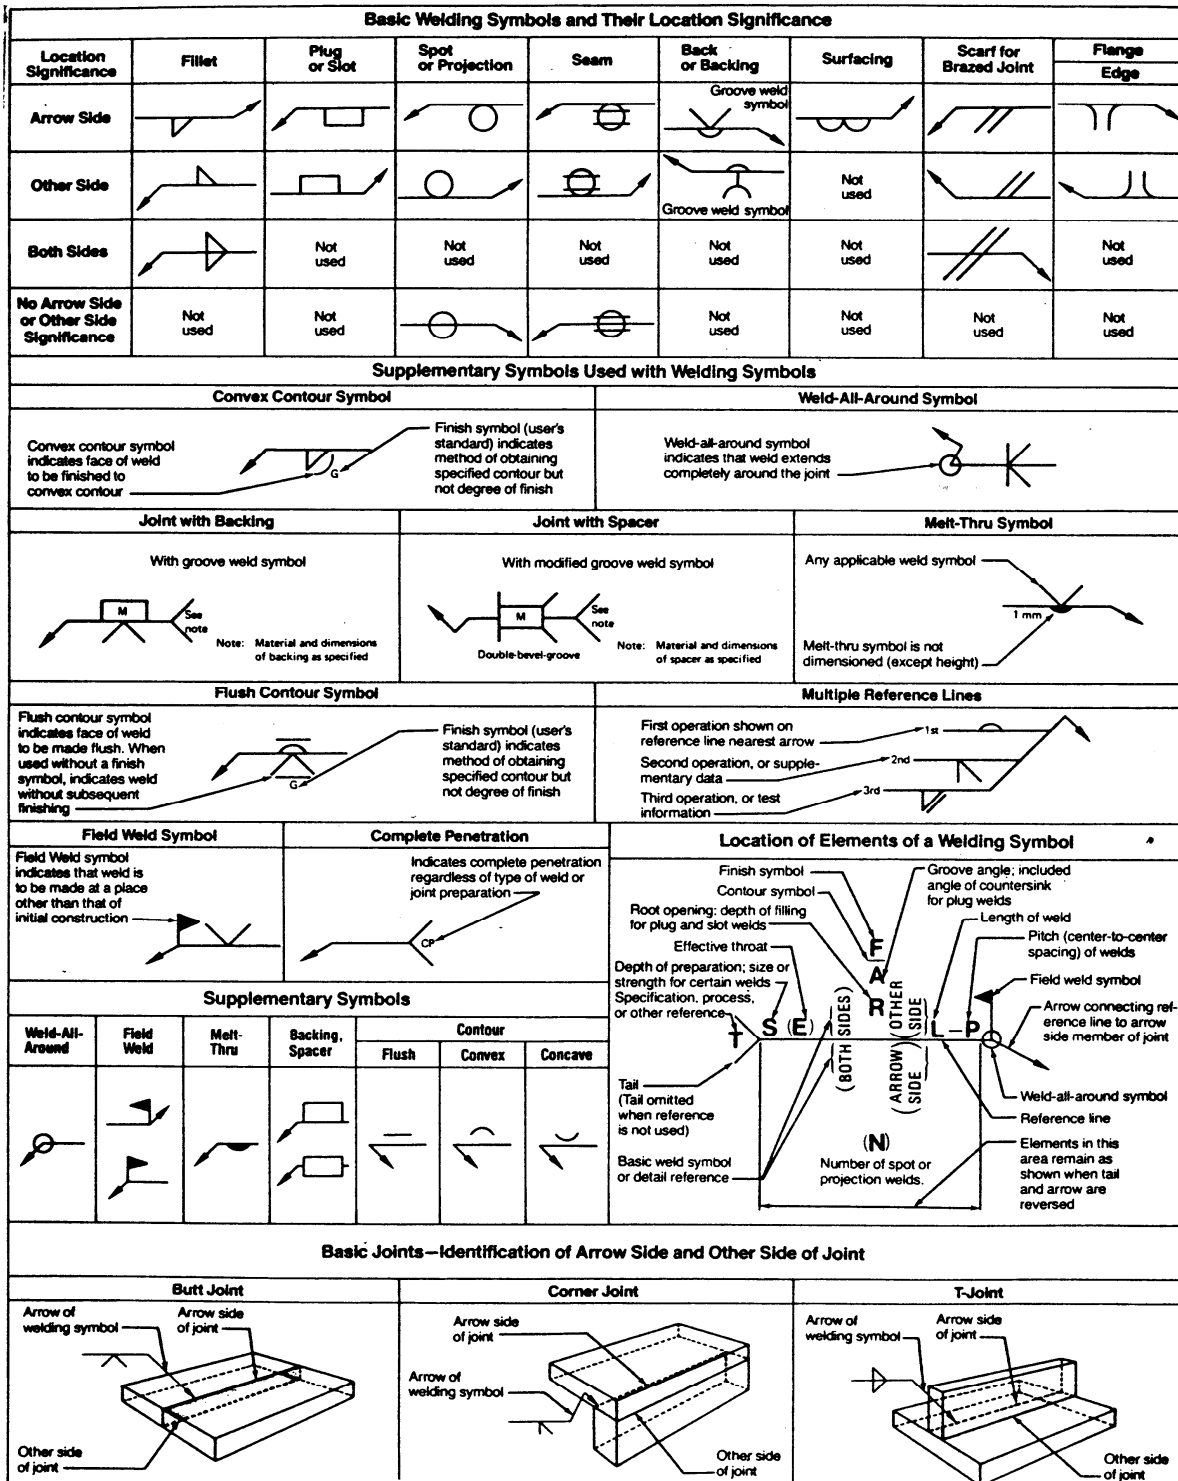 Basic Welding Symbols and Their Location Significance
Location
Significance
Fillet
Plug
or Slot
Spot
or Projection
Seam
Back
or Backing
Surfacing
Scarf for
Brazed Joint
Flange
Edge
Arrow Side
Groove weld
symbol
Other Side
Groove weld symbol
Not
used
Both Sides
Not
used
Not
used
Not
used
Not
used
Not
used
Not
used
No Arrow Side
or Other Side
Significance
Not
used
Not
used
Not
used
Not
used
Not
used
Not
used
Supplementary Symbols Used with Welding Symbols
Convex Contour Symbol
Convex contour symbol
indicates face of weld
to be finished to
convex contour
G
Finish symbol (user's
standard) indicates
method of obtaining
specified contour but
not degree of finish
Weld-All-Around Symbol
Weld-all-around symbol
indicates that weld extends
completely around the joint
Joint with Backing
With groove weld symbol
M
See
note
Note: Material and dimensions
of backing as specified
Joint with Spacer
With modified groove weld symbol
M
See
note
Double-bevel-groove
Note: Material and dimensions
of spacer as specified
Melt-Thru Symbol
Any applicable weld symbol
1 mm
Melt-thru symbol is not
dimensioned (except height)
Flush Contour Symbol
Flush contour symbol
indicates face of weld
to be made flush. When
used without a finish
symbol, indicates weld
without subsequent
finishing
G
Finish symbol (user's
standard) indicates
method of obtaining
specified contour but
not degree of finish
Multiple Reference Lines
First operation shown on
reference line nearest arrow
1st
Second operation, or supple-
mentary data
2nd
Third operation, or test
information
3rd
Field Weld Symbol
Field Weld symbol
indicates that weld is
to be made at a place
other than that of
initial construction
Complete Penetration
Indicates complete penetration
regardless of type of weld or
joint preparation
CP
Location of Elements of a Welding Symbol
Finish symbol
Contour symbol
Root opening: depth of filling
for plug and slot welds
Effective throat
Depth of preparation; size or
strength for certain welds
Specification, process,
or other reference
Tail
(Tail omitted
when reference
is not used)
Basic weld symbol
or detail reference
Groove angle; included
angle of countersink
for plug welds
Length of weld
Pitch (center-to-center
spacing) of welds
Field weld symbol
Arrow connecting ref-
erence line to arrow
side member of joint
Weld-all-around symbol
Reference line
Elements in this
area remain as
shown when tail
and arrow are
reversed
F
A
R
T
S (E)
L – P
(BOTH SIDES)
(OTHER SIDE)
(ARROW SIDE)
(N)
Number of spot or
projection welds.
Supplementary Symbols
Weld-All-
Around
Field
Weld
Melt-
Thru
Backing,
Spacer
Contour
Flush
Convex
Concave
Basic Joints—Identification of Arrow Side and Other Side of Joint
Butt Joint
Arrow of
welding symbol
Arrow side
of joint
Other side
of joint
Corner Joint
Arrow side
of joint
Arrow of
welding symbol
Other side
of joint
T-Joint
Arrow of
welding symbol
Arrow side
of joint
Other side
of joint